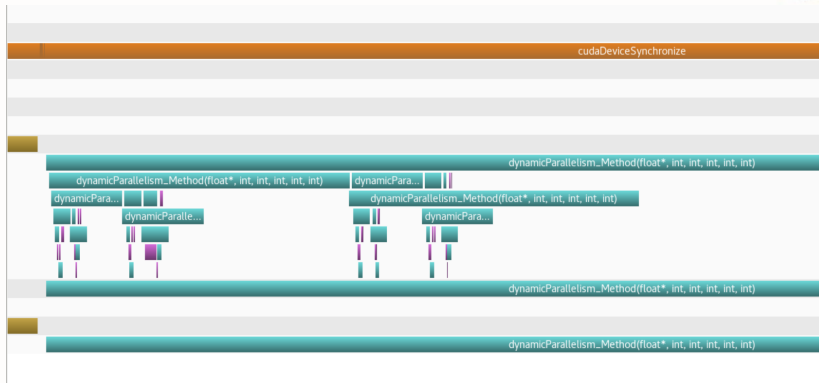 cudaDeviceSynchronize
dynamicParallelism_Method(float*, int, int, int, int, int)
dynamicParallelism_Method(float*, int, int, int, int, int) dynamicPara...
dynamicPara... dynamicParallelism_Method(float*, int, int, int, int, int)
dynamicParalle... dynamicPara...
dynamicParallelism_Method(float*, int, int, int, int, int)
dynamicParallelism_Method(float*, int, int, int, int, int)